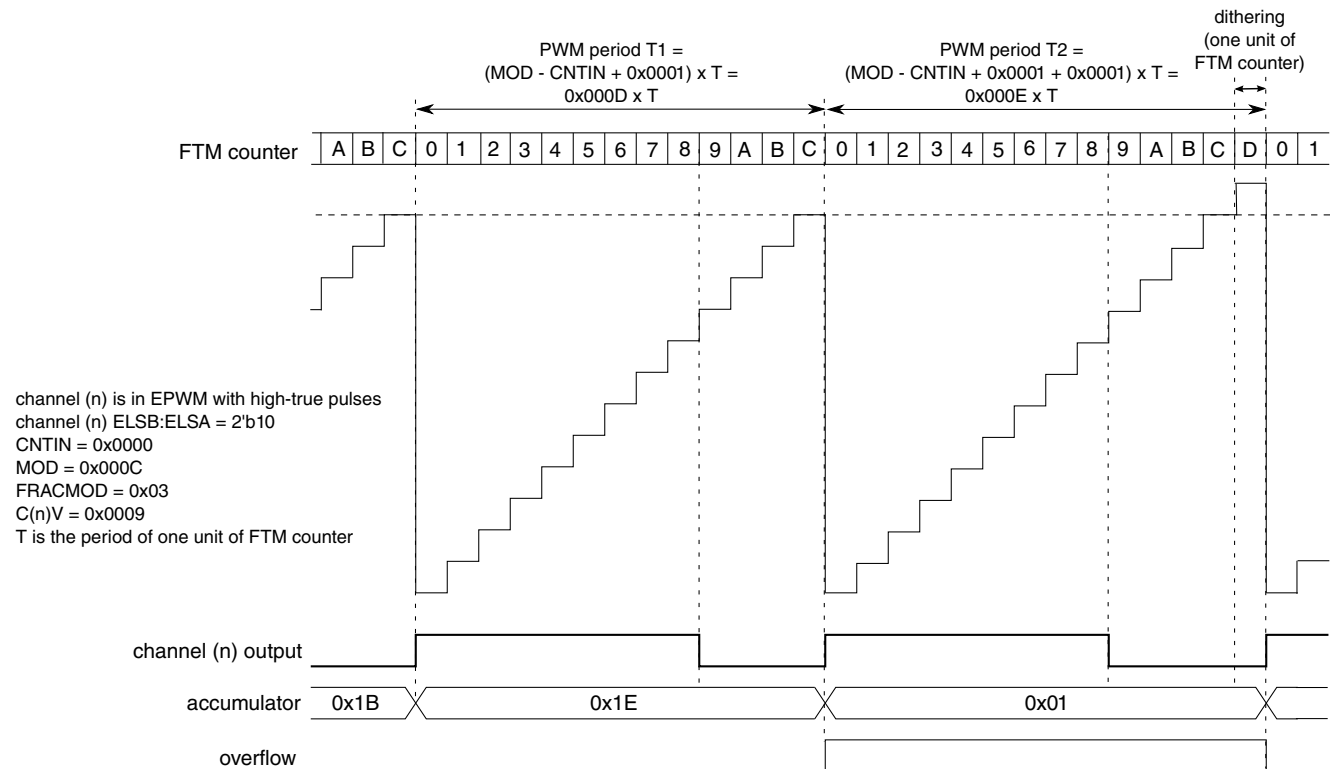 dithering
(one unit of
FTM counter)
PWM period T1 =
(MOD - CNTIN + 0x0001) x T =
0x000D x T
PWM period T2 =
(MOD - CNTIN + 0x0001 + 0x0001) x T =
0x000E x T
FTM counter A B C 0 1 2 3 4 5 6 7 8 9 A B C 0 1 2 3 4 5 6 7 8 9 A B C D 0 1
channel (n) is in EPWM with high-true pulses
channel (n) ELSB:ELSA = 2'b10
CNTIN = 0x0000
MOD = 0x000C
FRACMOD = 0x03
C(n)V = 0x0009
T is the period of one unit of FTM counter
channel (n) output
accumulator 0x1B 0x1E 0x01
overflow